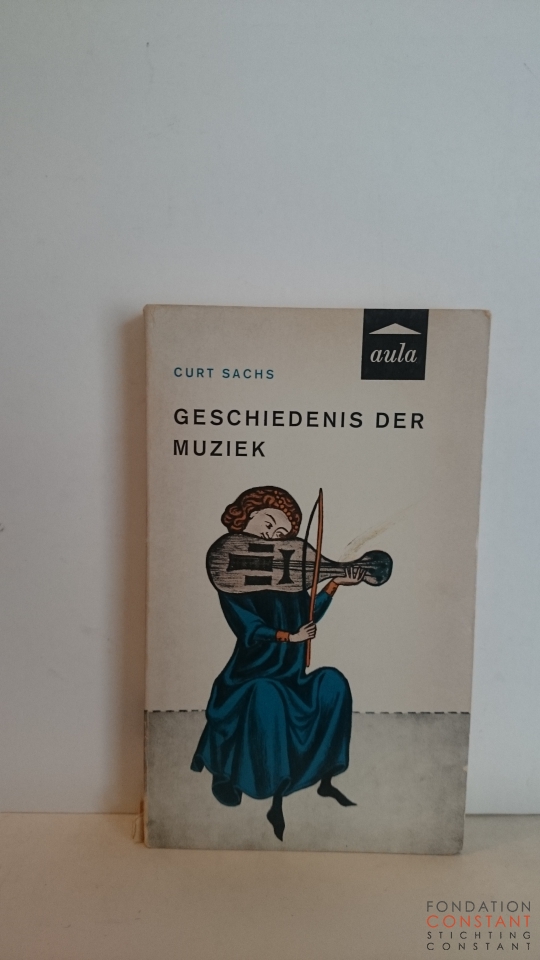 aula
CURT SACHS
GESCHIEDENIS DER
MUZIEK
FONDATION
CONSTANT
STICHTING
CONSTANT